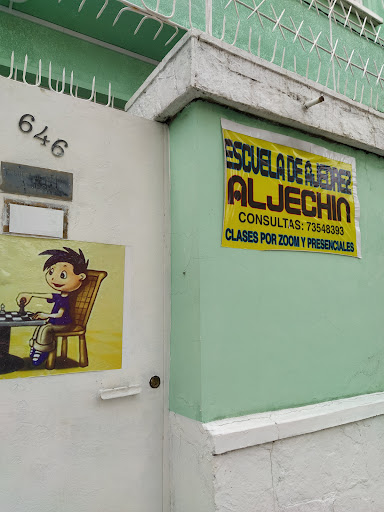 646
ESCUELA DE AJEDREZ
ALJECHIN
CONSULTAS: 73548393
CLASES POR ZOOM Y PRESENCIALES